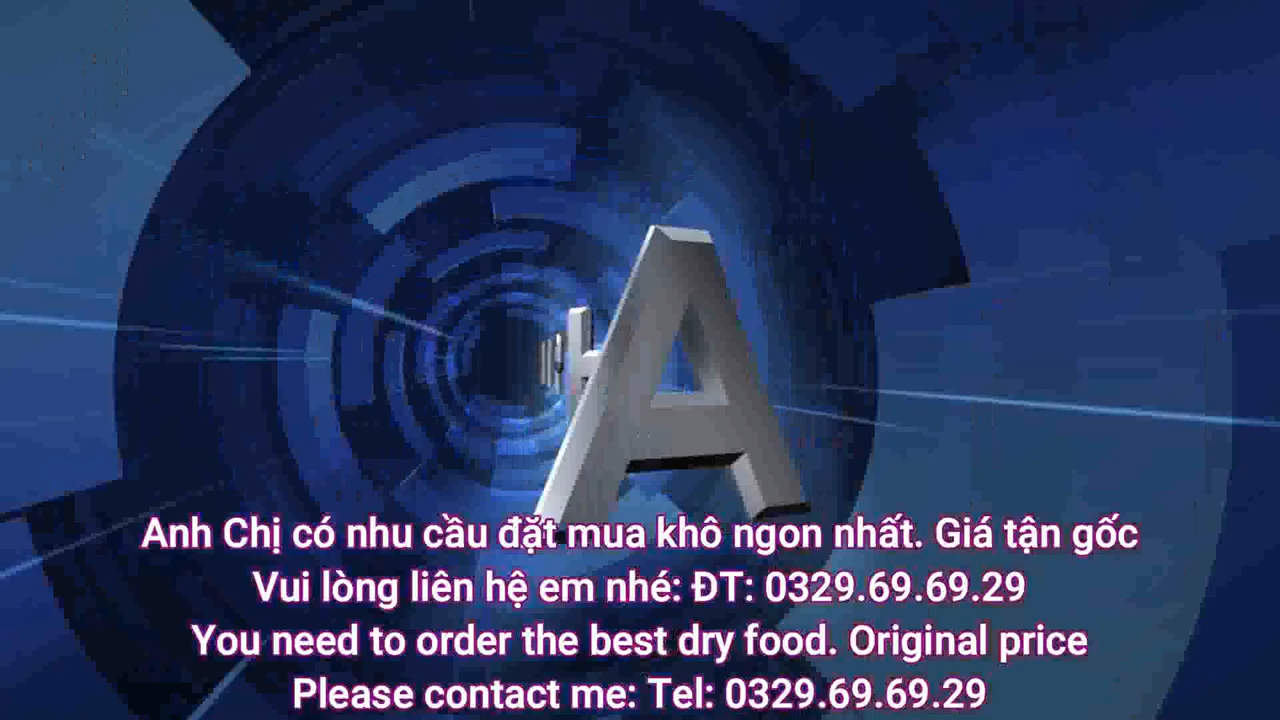 A
Anh Chị có nhu cầu đặt mua khô ngon nhất. Giá tận gốc
Vui lòng liên hệ em nhé: ĐT: 0329.69.69.29
You need to order the best dry food. Original price
Please contact me: Tel: 0329.69.69.29